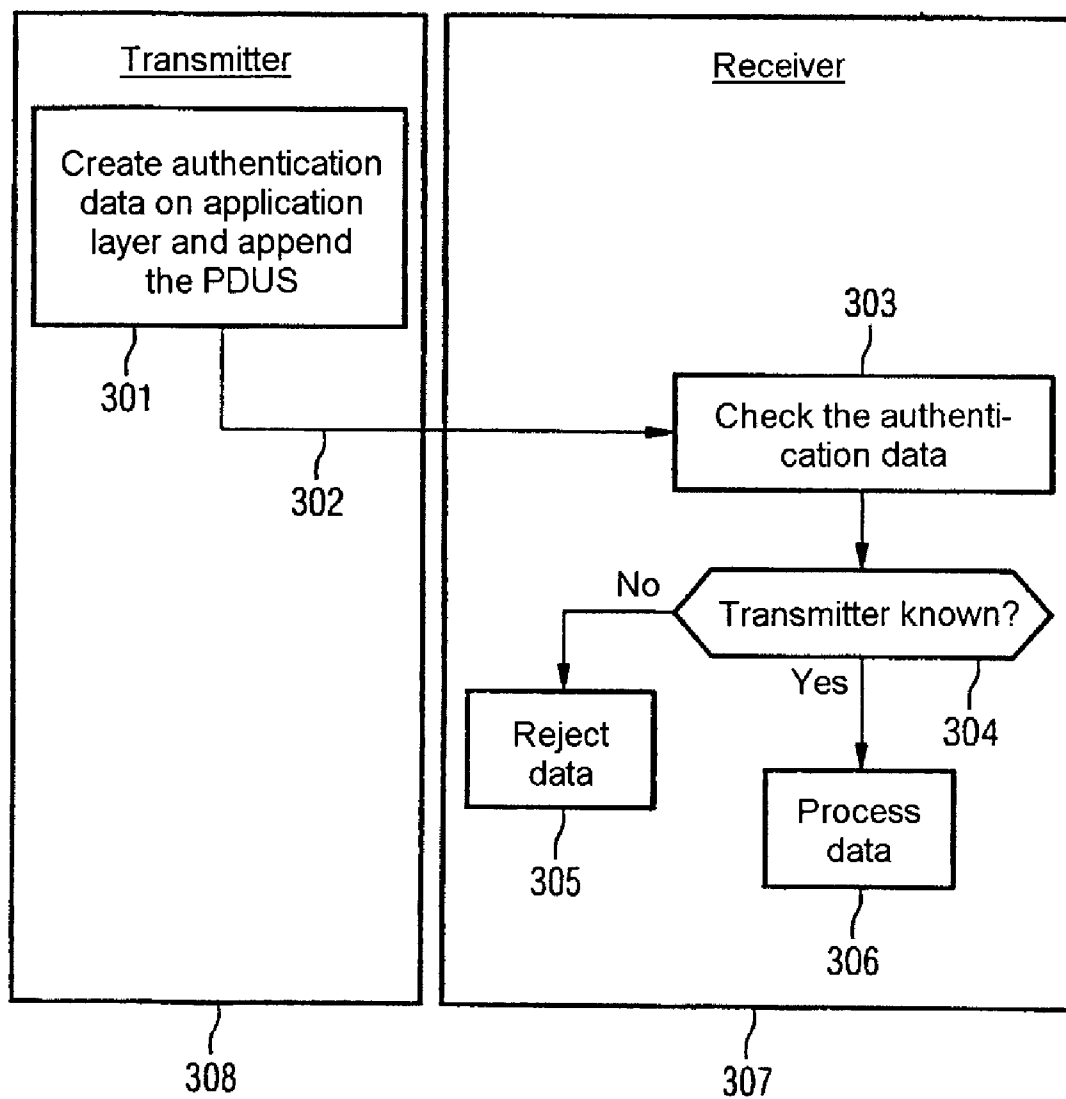 Transmitter
Create authentication
data on application
layer and append
the PDUS
301
302
308
Receiver
303
Check the authenti-
cation data
No
Transmitter known?
Yes
304
Reject
data
305
Process
data
306
307